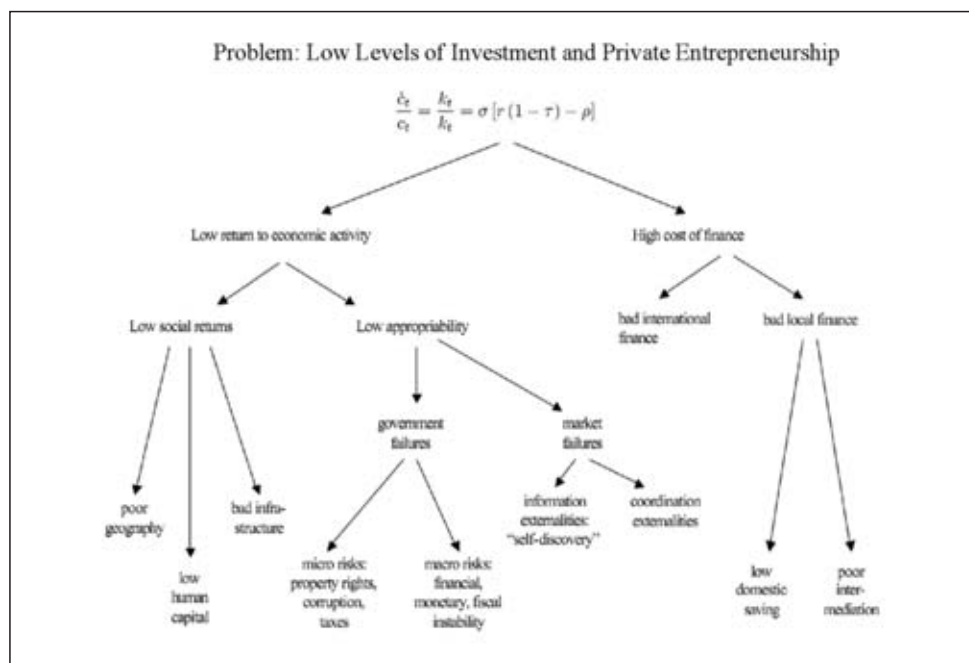 Problem: Low Levels of Investment and Private Entrepreneurship
ċₜ/cₜ = k̇ₜ/kₜ = σ [r (1 − τ) − ρ]
Low return to economic activity
High cost of finance
Low social returns
Low appropriability
bad international
finance
bad local finance
government
failures
market
failures
poor
geography
bad infra-
structure
information
externalities:
"self-discovery"
coordination
externalities
low
human
capital
micro risks:
property rights,
corruption,
taxes
macro risks:
financial,
monetary, fiscal
instability
low
domestic
saving
poor
inter-
mediation